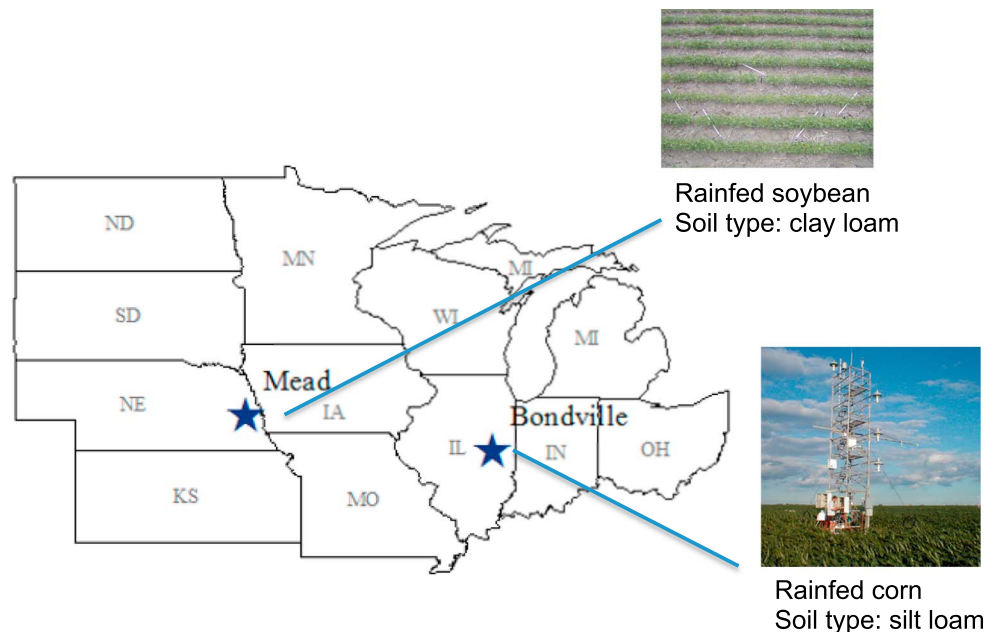 Rainfed soybean
Soil type: clay loam
ND
MN
MI
SD
WI
MI
Mead
NE
IA
Bondville
IL
IN
OH
KS
MO
Rainfed corn
Soil type: silt loam